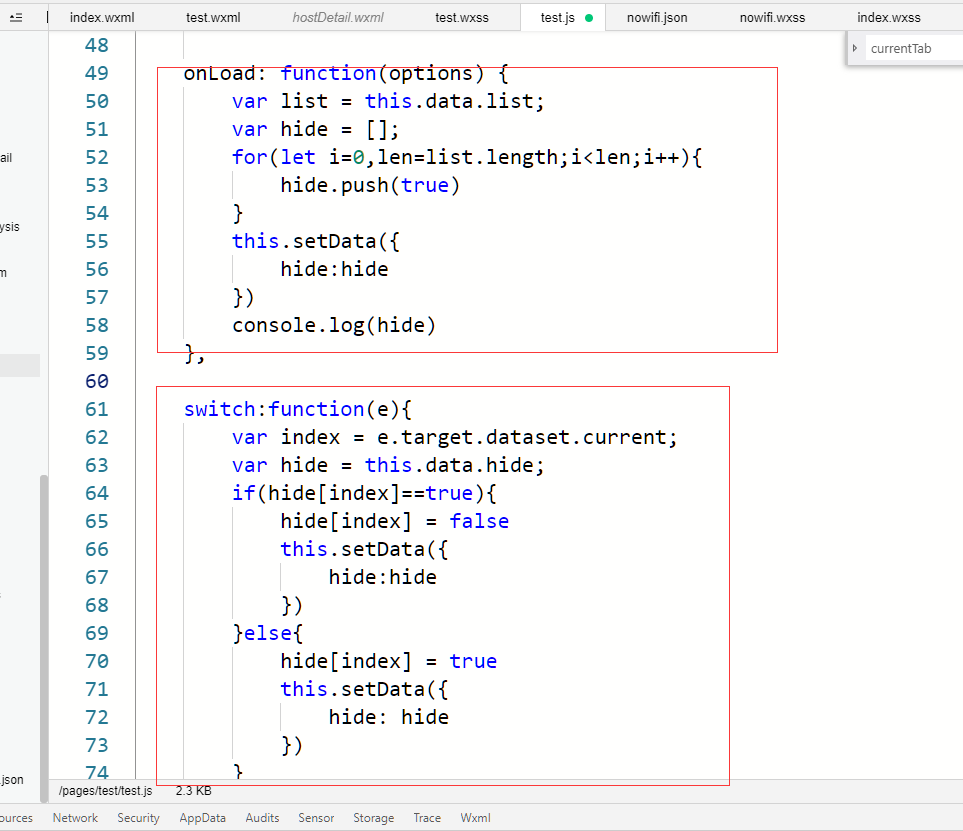 index.wxml test.wxml hostDetail.wxml test.wxss test.js nowifi.json nowifi.wxss index.wxss
currentTab
48
49 onLoad: function(options) {
50 var list = this.data.list;
51 var hide = [];
52 for(let i=0,len=list.length;i<len;i++){
53 hide.push(true)
54 }
55 this.setData({
56 hide:hide
57 })
58 console.log(hide)
59 },
60
61 switch:function(e){
62 var index = e.target.dataset.current;
63 var hide = this.data.hide;
64 if(hide[index]==true){
65 hide[index] = false
66 this.setData({
67 hide:hide
68 })
69 }else{
70 hide[index] = true
71 this.setData({
72 hide: hide
73 })
74 }
ail
ysis
m
.json
/pages/test/test.js 2.3 KB
ources Network Security AppData Audits Sensor Storage Trace Wxml